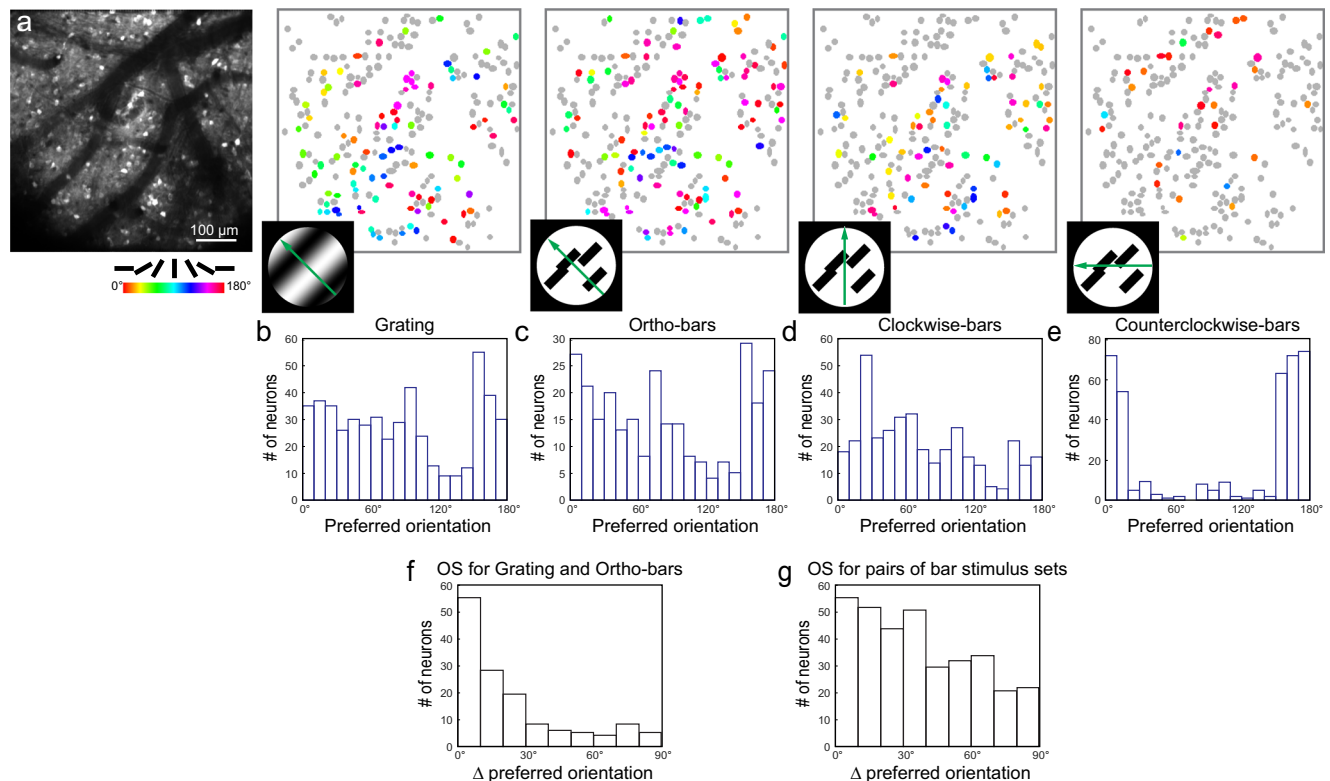 a
100 µm
0° 180°
b Grating
c Ortho-bars
d Clockwise-bars
e Counterclockwise-bars
# of neurons
60
50
40
30
20
10
0
0° 60° 120° 180°
Preferred orientation
# of neurons
30
25
20
15
10
5
0
0° 60° 120° 180°
Preferred orientation
# of neurons
60
50
40
30
20
10
0
0° 60° 120° 180°
Preferred orientation
# of neurons
80
60
40
20
0
0° 60° 120° 180°
Preferred orientation
f OS for Grating and Ortho-bars
# of neurons
60
50
40
30
20
10
0
0° 30° 60° 90°
Δ preferred orientation
g OS for pairs of bar stimulus sets
# of neurons
60
50
40
30
20
10
0
0° 30° 60° 90°
Δ preferred orientation